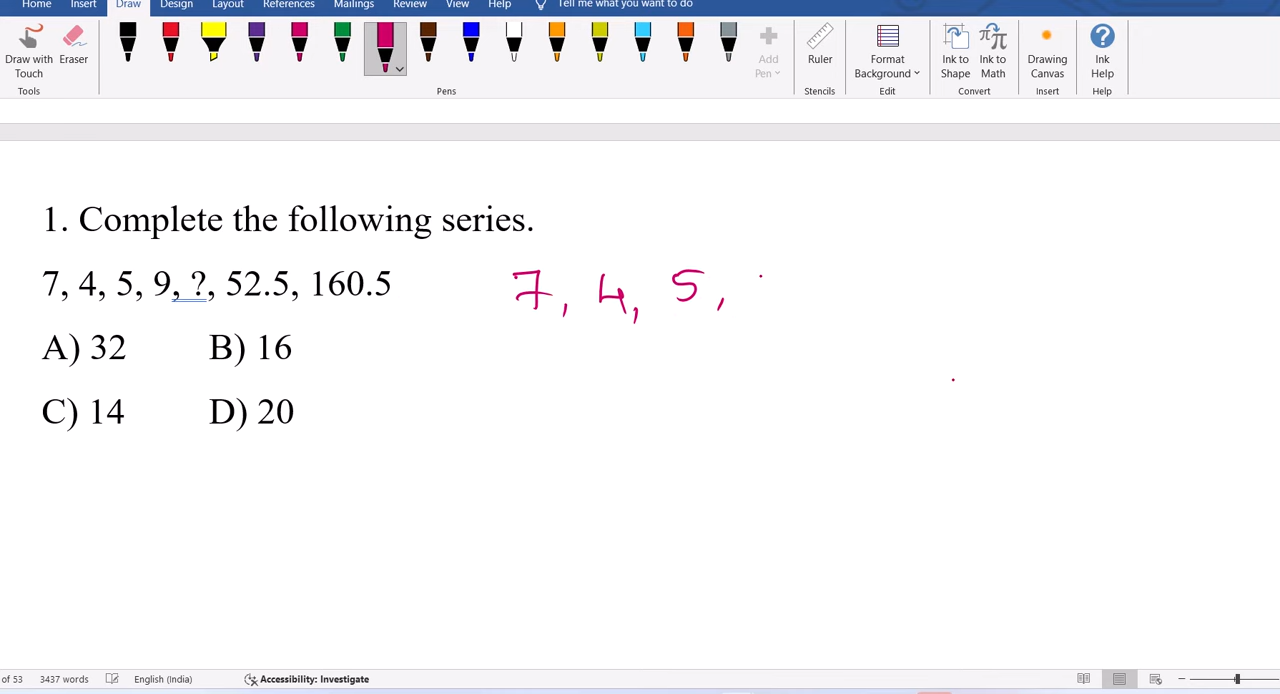 Home Insert Draw Design Layout References Mailings Review View Help Tell me what you want to do
Draw with Touch Eraser Add Pen Ruler Format Background Ink to Shape Ink to Math Drawing Canvas Ink Help
Tools Pens Stencils Edit Convert Insert Help
1. Complete the following series.
7, 4, 5, 9, ?, 52.5, 160.5
7, 4, 5,
A) 32 B) 16
C) 14 D) 20
of 53 3437 words English (India) Accessibility: Investigate